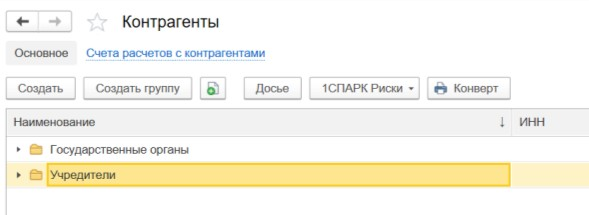 Контрагенты
Основное Счета расчетов с контрагентами
Создать Создать группу Досье 1СПАРК Риски Конверт
Наименование ↓ ИНН
Государственные органы
Учредители